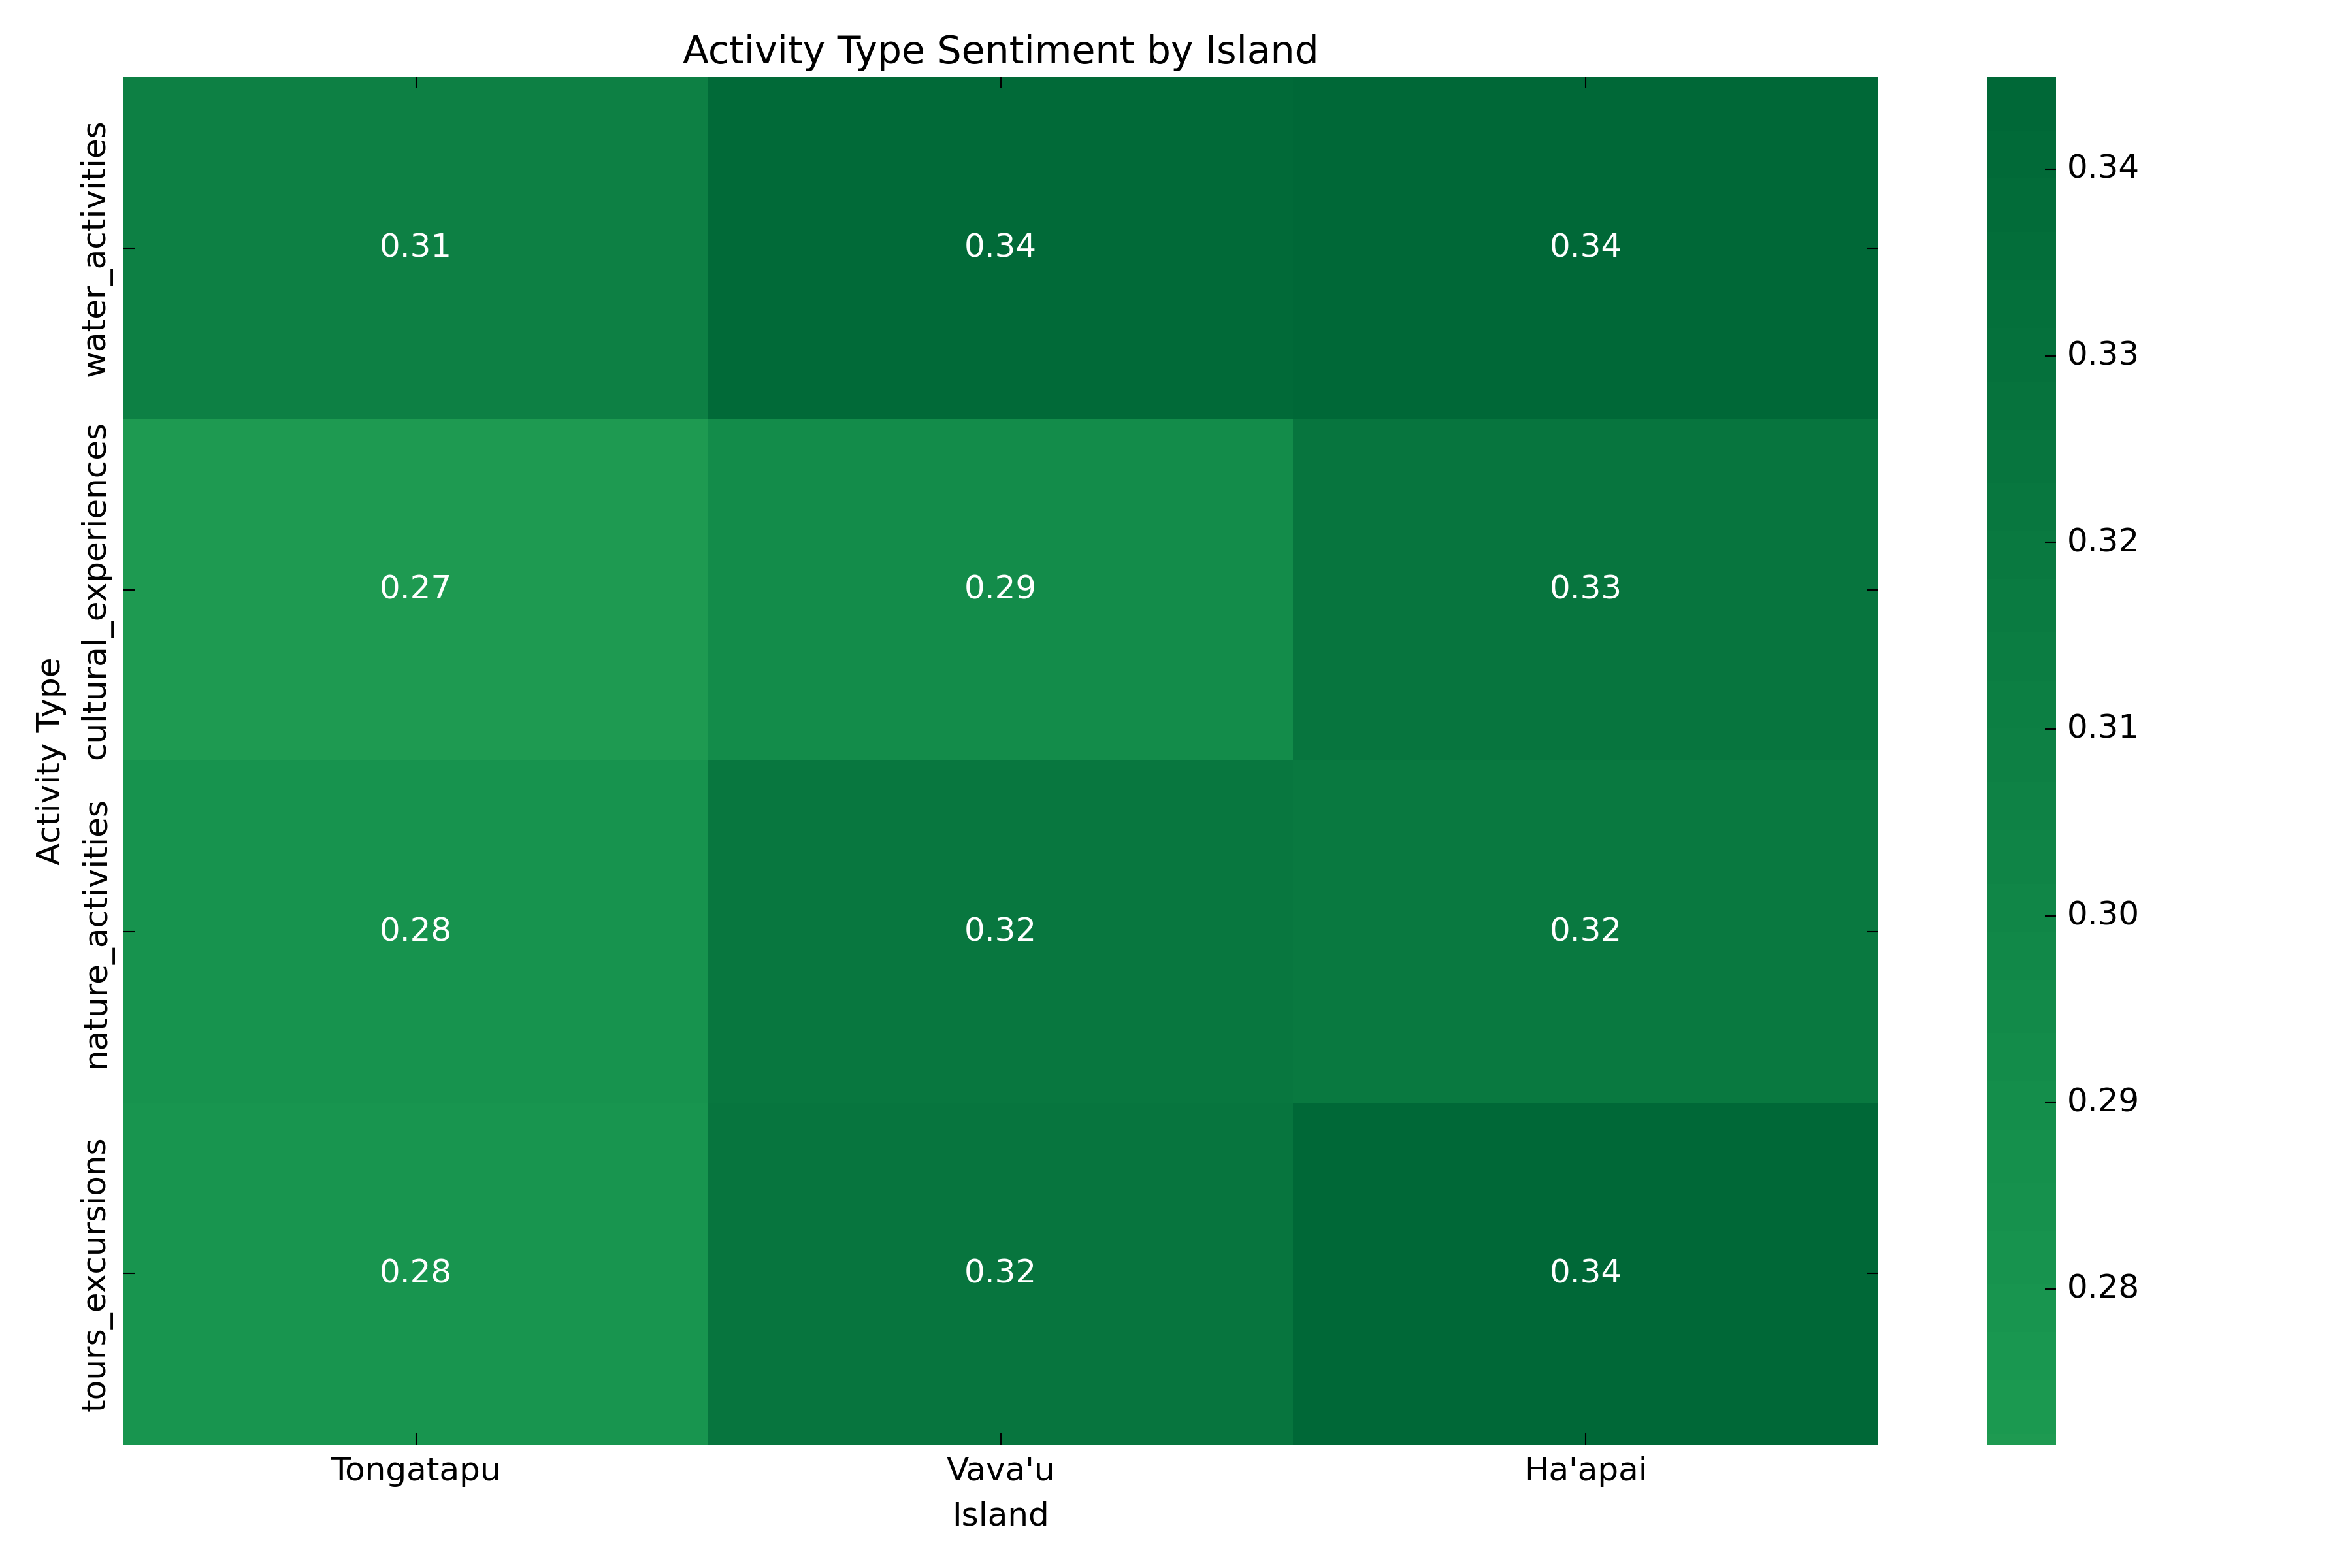 Activity Type Sentiment by Island
Activity Type
water_activities
cultural_experiences
nature_activities
tours_excursions
0.31 0.34 0.34
0.27 0.29 0.33
0.28 0.32 0.32
0.28 0.32 0.34
Tongatapu Vava'u Ha'apai
Island
0.34
0.33
0.32
0.31
0.30
0.29
0.28